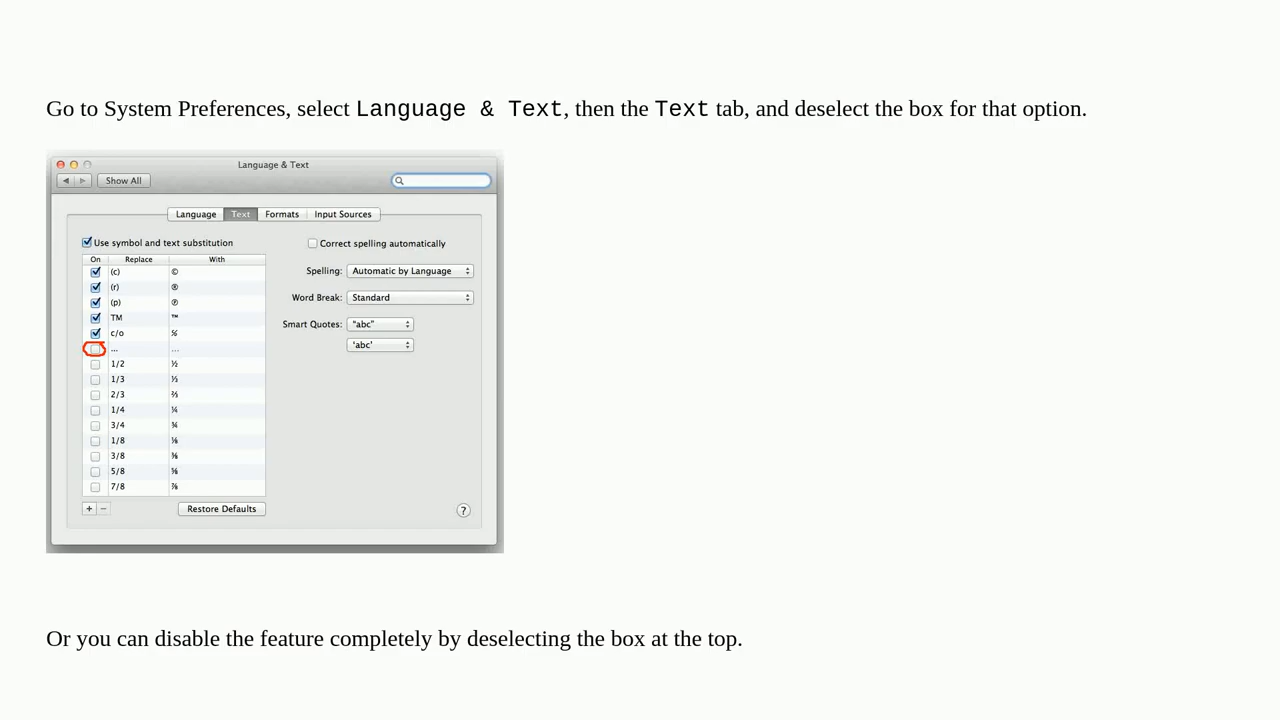 Go to System Preferences, select Language & Text, then the Text tab, and deselect the box for that option.
Language & Text
Show All
Language Text Formats Input Sources
Use symbol and text substitution
Correct spelling automatically
On Replace With
(c) ©
(r) ®
(p) ℗
TM ™
c/o ℅
... …
1/2 ½
1/3 ⅓
2/3 ⅔
1/4 ¼
3/4 ¾
1/8 ⅛
3/8 ⅜
5/8 ⅝
7/8 ⅞
Spelling: Automatic by Language
Word Break: Standard
Smart Quotes: “abc”
‘abc’
+ −
Restore Defaults
?
Or you can disable the feature completely by deselecting the box at the top.